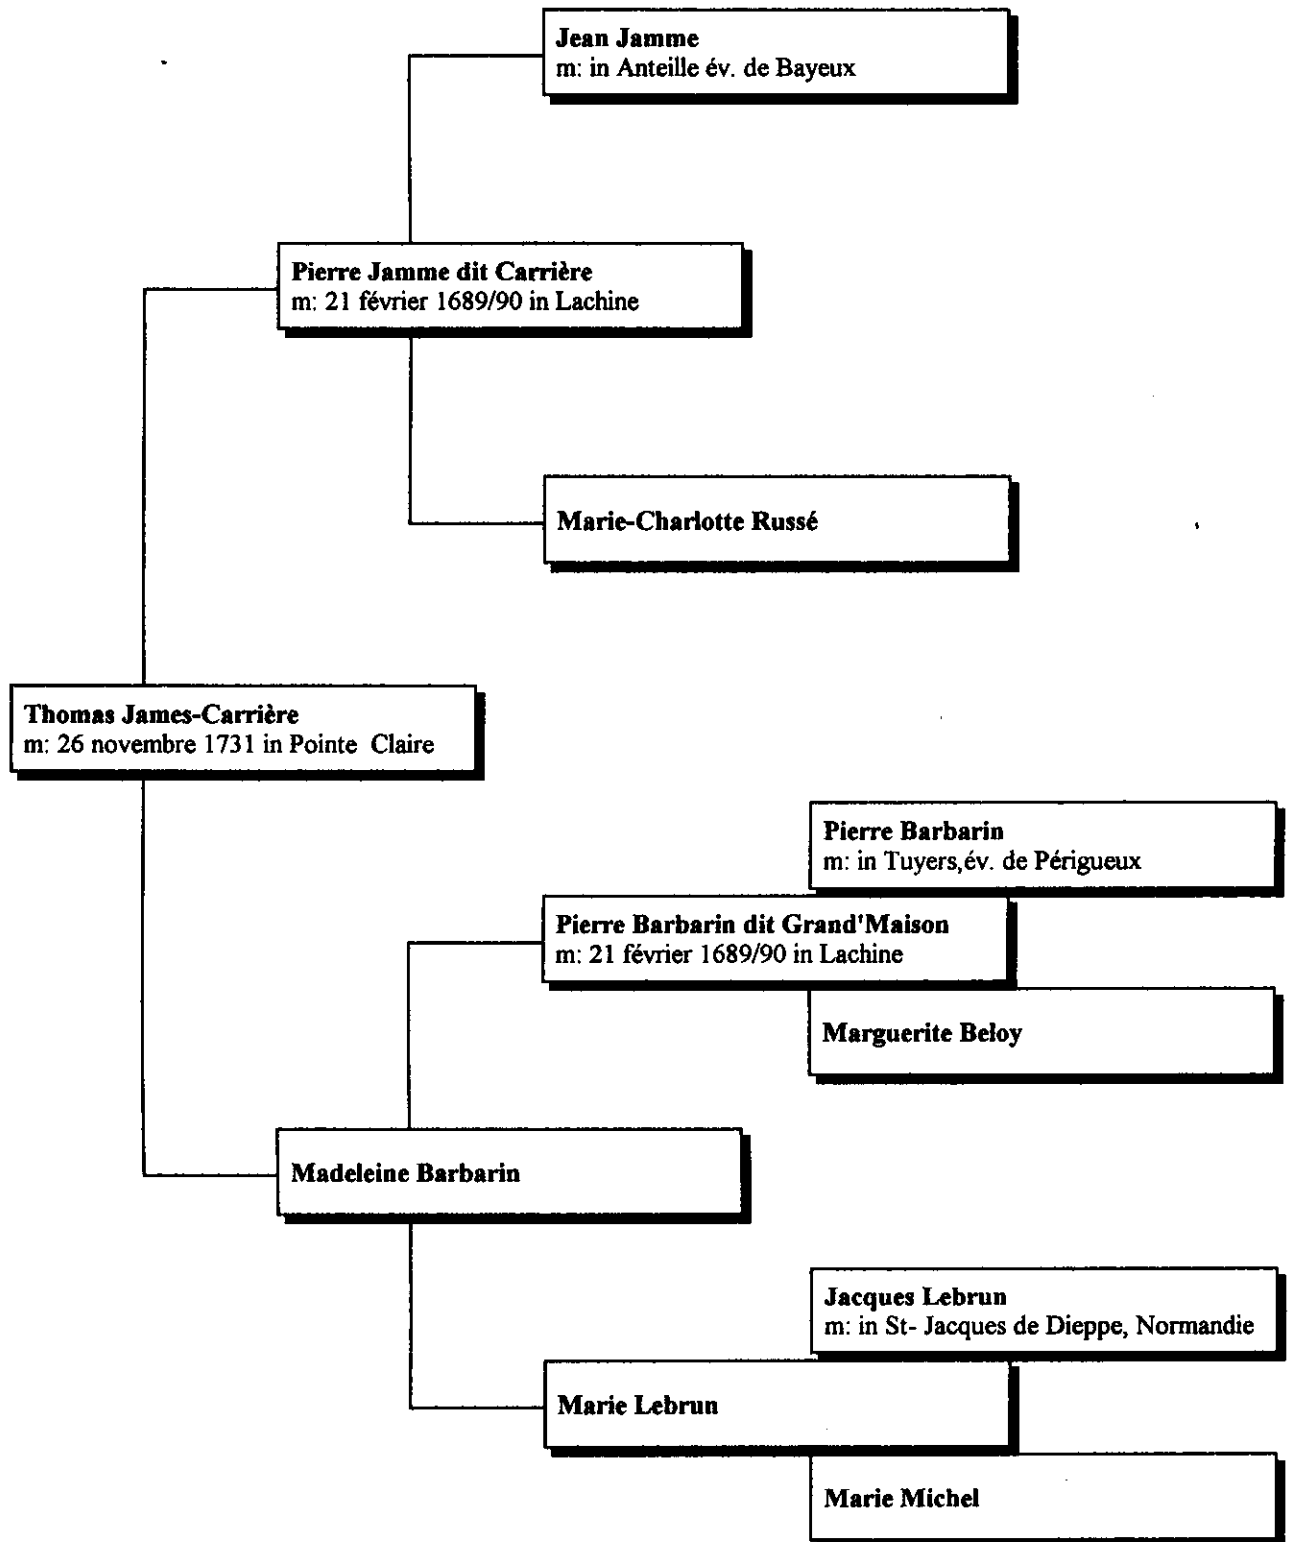 Jean Jamme
m: in Anteille év. de Bayeux
Pierre Jamme dit Carrière
m: 21 février 1689/90 in Lachine
Marie-Charlotte Russé
Thomas James-Carrière
m: 26 novembre 1731 in Pointe Claire
Pierre Barbarin
m: in Tuyers,év. de Périgueux
Pierre Barbarin dit Grand'Maison
m: 21 février 1689/90 in Lachine
Marguerite Beloy
Madeleine Barbarin
Jacques Lebrun
m: in St- Jacques de Dieppe, Normandie
Marie Lebrun
Marie Michel